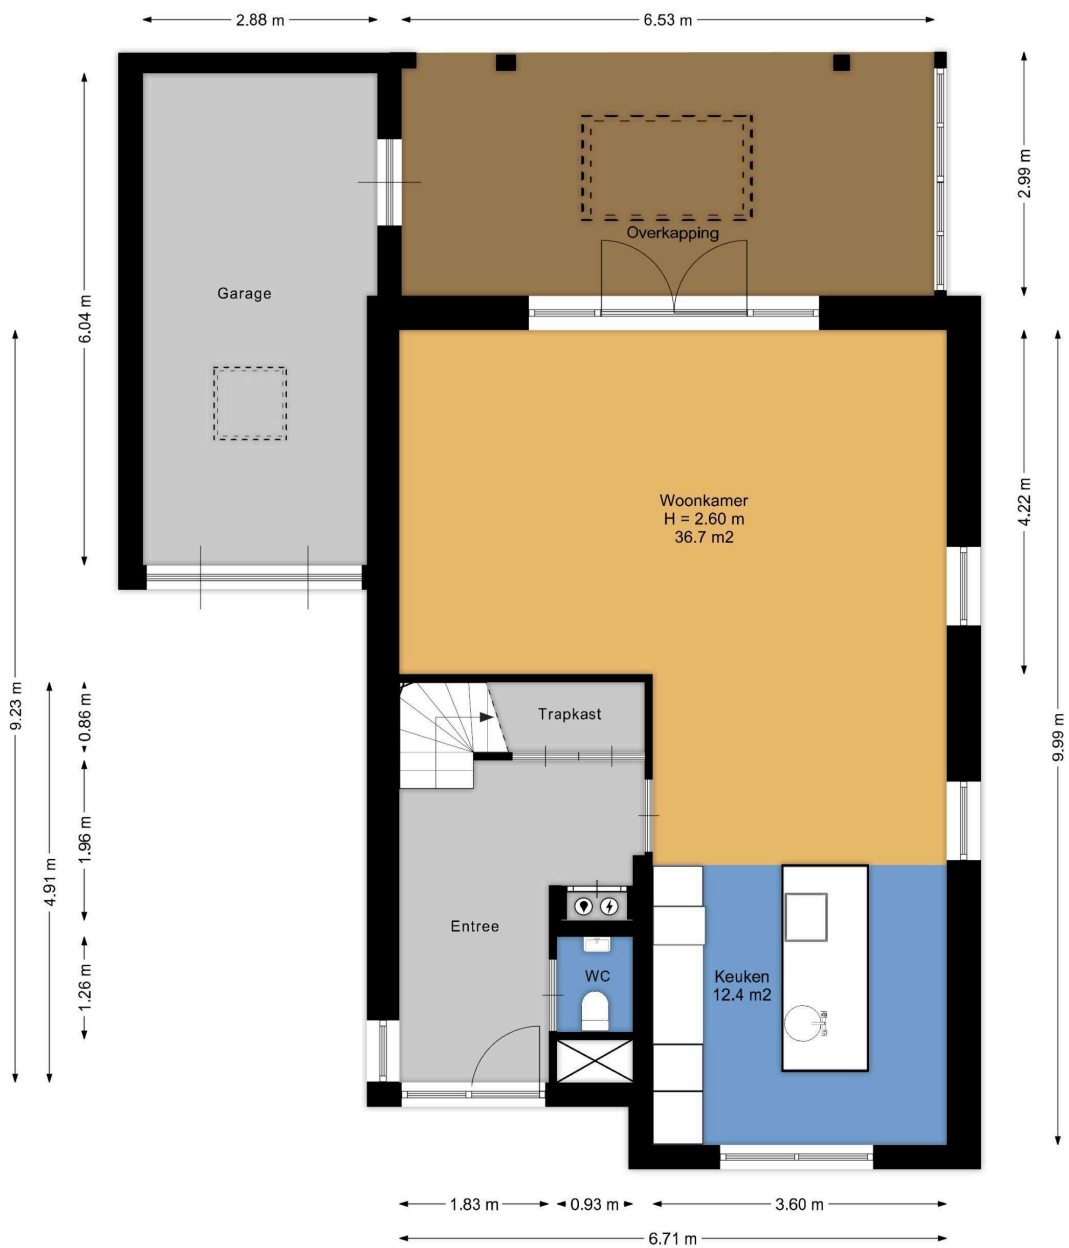 2.88 m
6.53 m
2.99 m
Overkapping
Garage
6.04 m
4.22 m
Woonkamer
H = 2.60 m
36.7 m2
9.23 m
0.86 m
Trapkast
9.99 m
1.96 m
4.91 m
Entree
1.26 m
WC
Keuken
12.4 m2
1.83 m
0.93 m
3.60 m
6.71 m